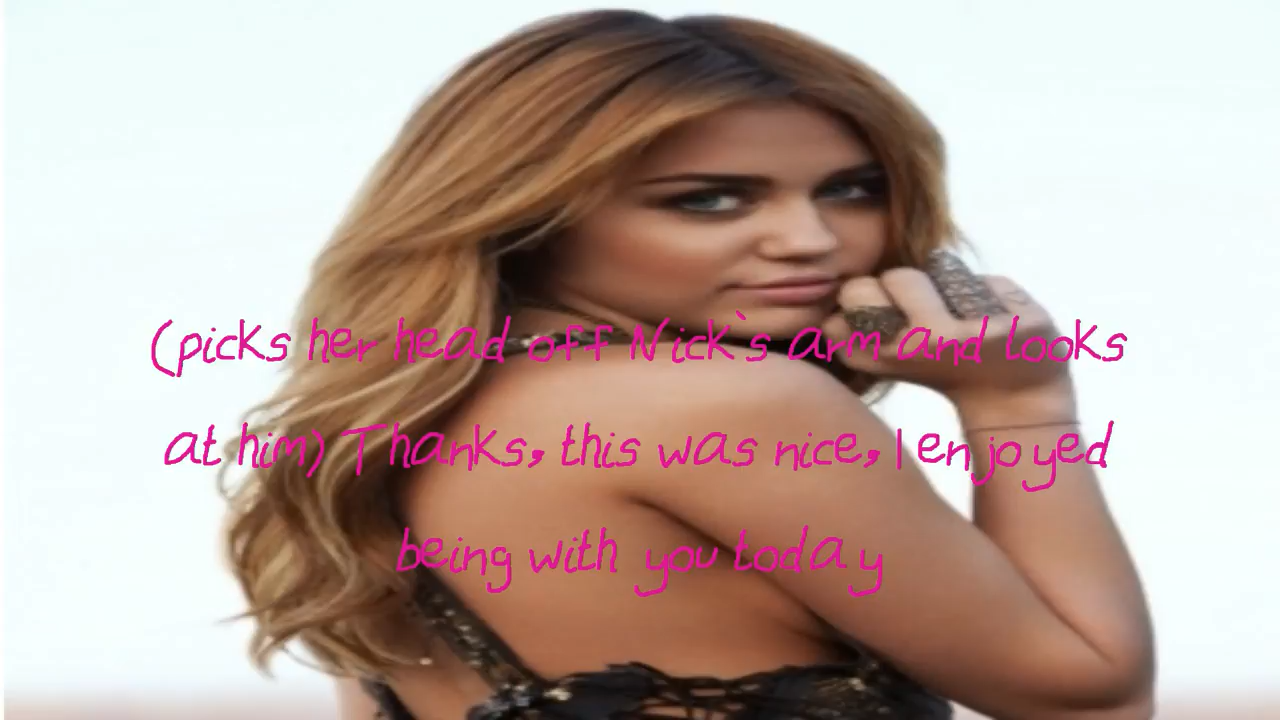 (picks her head off Nick`s arm and looks
at him) Thanks, this was nice, I enjoyed
being with you today